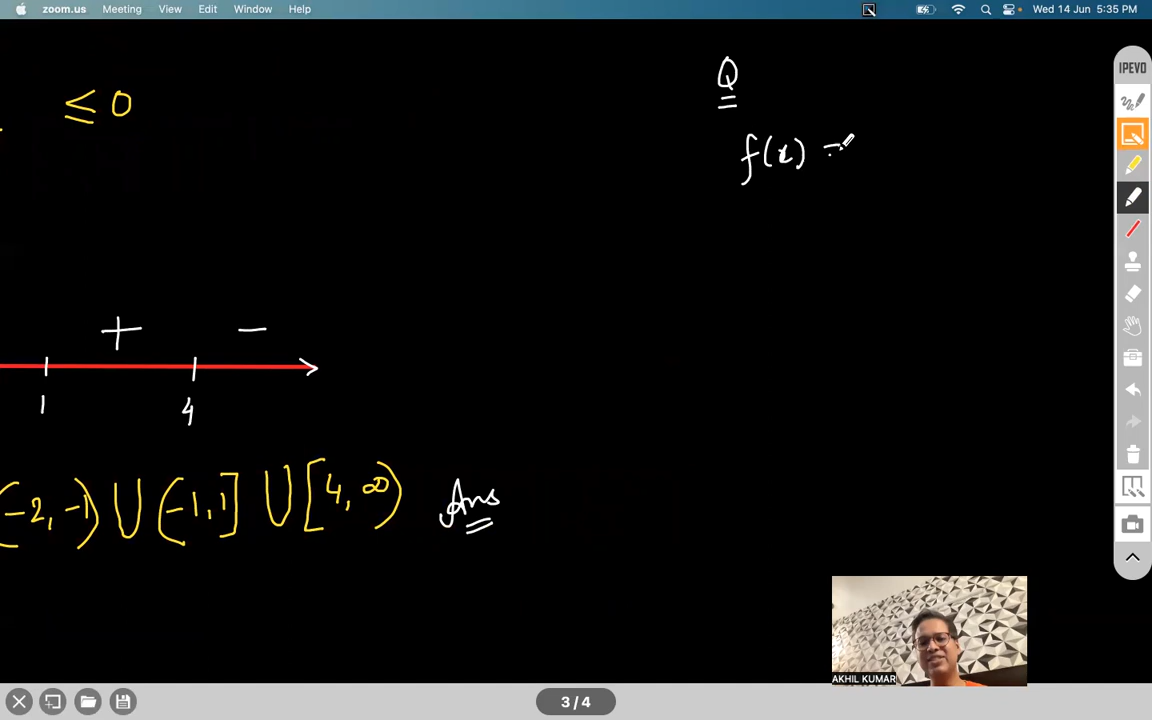 zoom.us Meeting View Edit Window Help Wed 14 Jun 5:35 PM
IPEVO
Q
≤ 0
f(x) =
+ −
1 4
(-2, -1) ∪ (-1, 1] ∪ [4, ∞) Ans
AKHIL KUMAR
3 / 4